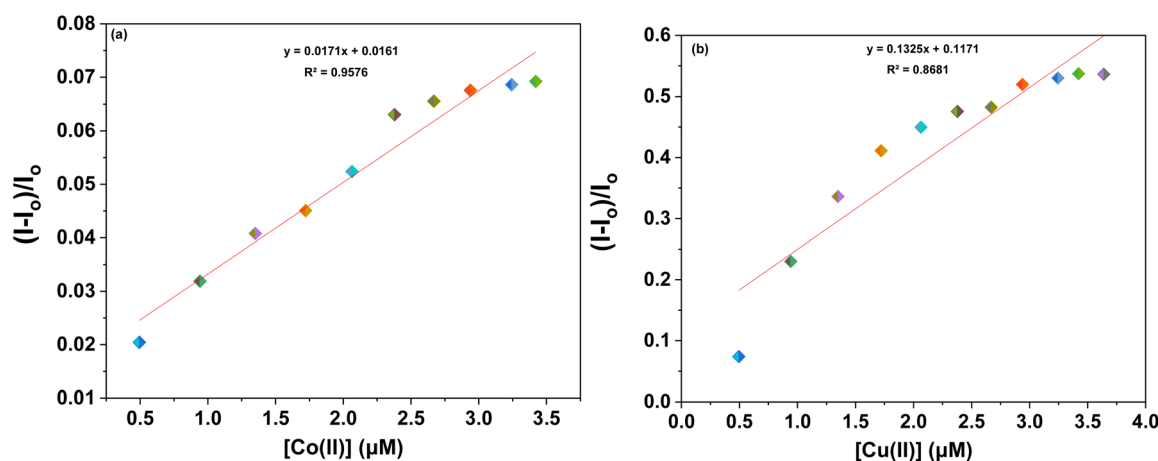 (a)
y = 0.0171x + 0.0161
R² = 0.9576
0.08
0.07
0.06
0.05
0.04
0.03
0.02
0.01
(I-Io)/Io
0.5 1.0 1.5 2.0 2.5 3.0 3.5
[Co(II)] (µM)
(b)
y = 0.1325x + 0.1171
R² = 0.8681
0.6
0.5
0.4
0.3
0.2
0.1
0.0
(I-Io)/Io
0.0 0.5 1.0 1.5 2.0 2.5 3.0 3.5 4.0
[Cu(II)] (µM)